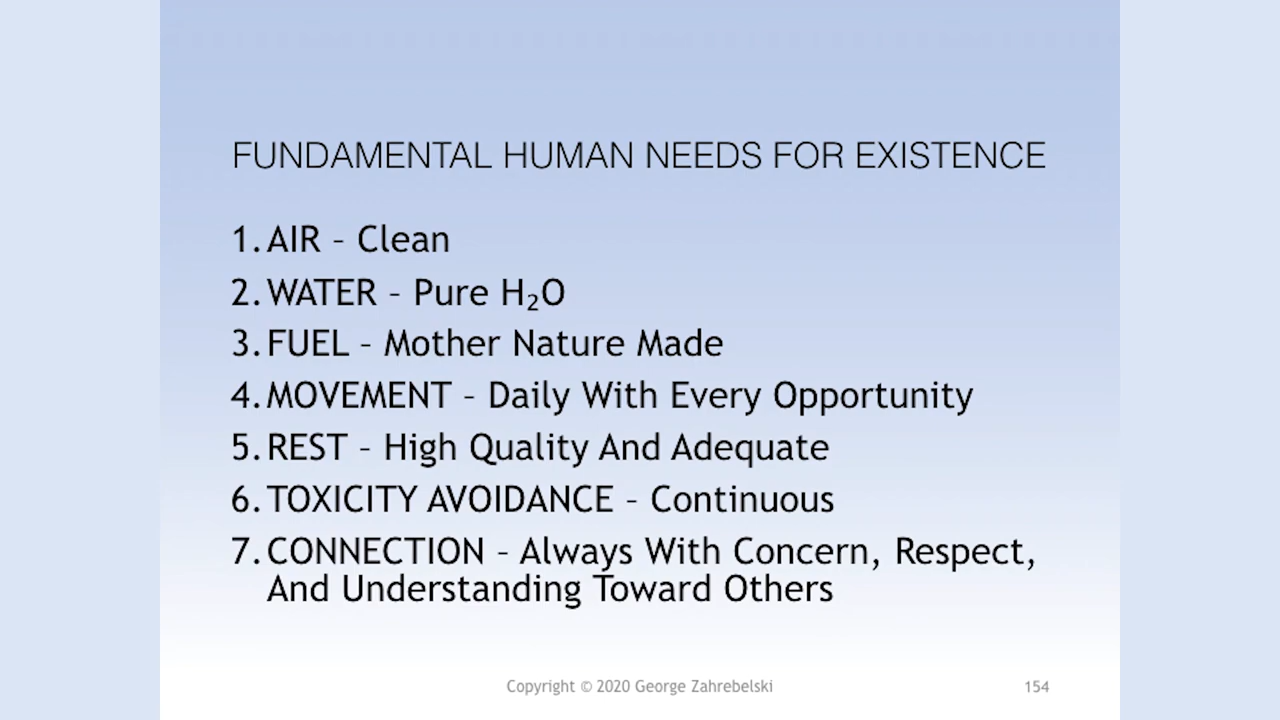 FUNDAMENTAL HUMAN NEEDS FOR EXISTENCE
1. AIR – Clean
2. WATER – Pure H₂O
3. FUEL – Mother Nature Made
4. MOVEMENT – Daily With Every Opportunity
5. REST – High Quality And Adequate
6. TOXICITY AVOIDANCE – Continuous
7. CONNECTION – Always With Concern, Respect,
And Understanding Toward Others
Copyright © 2020 George Zahrebelski
154